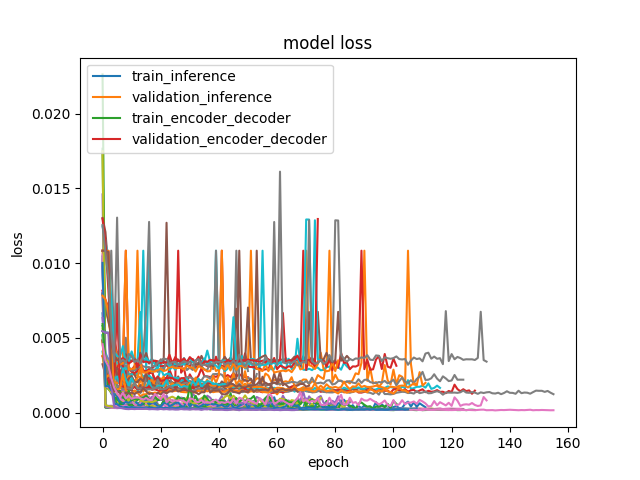 model loss
train_inference
validation_inference
train_encoder_decoder
validation_encoder_decoder
0.020
0.015
0.010
0.005
0.000
loss
0 20 40 60 80 100 120 140 160
epoch